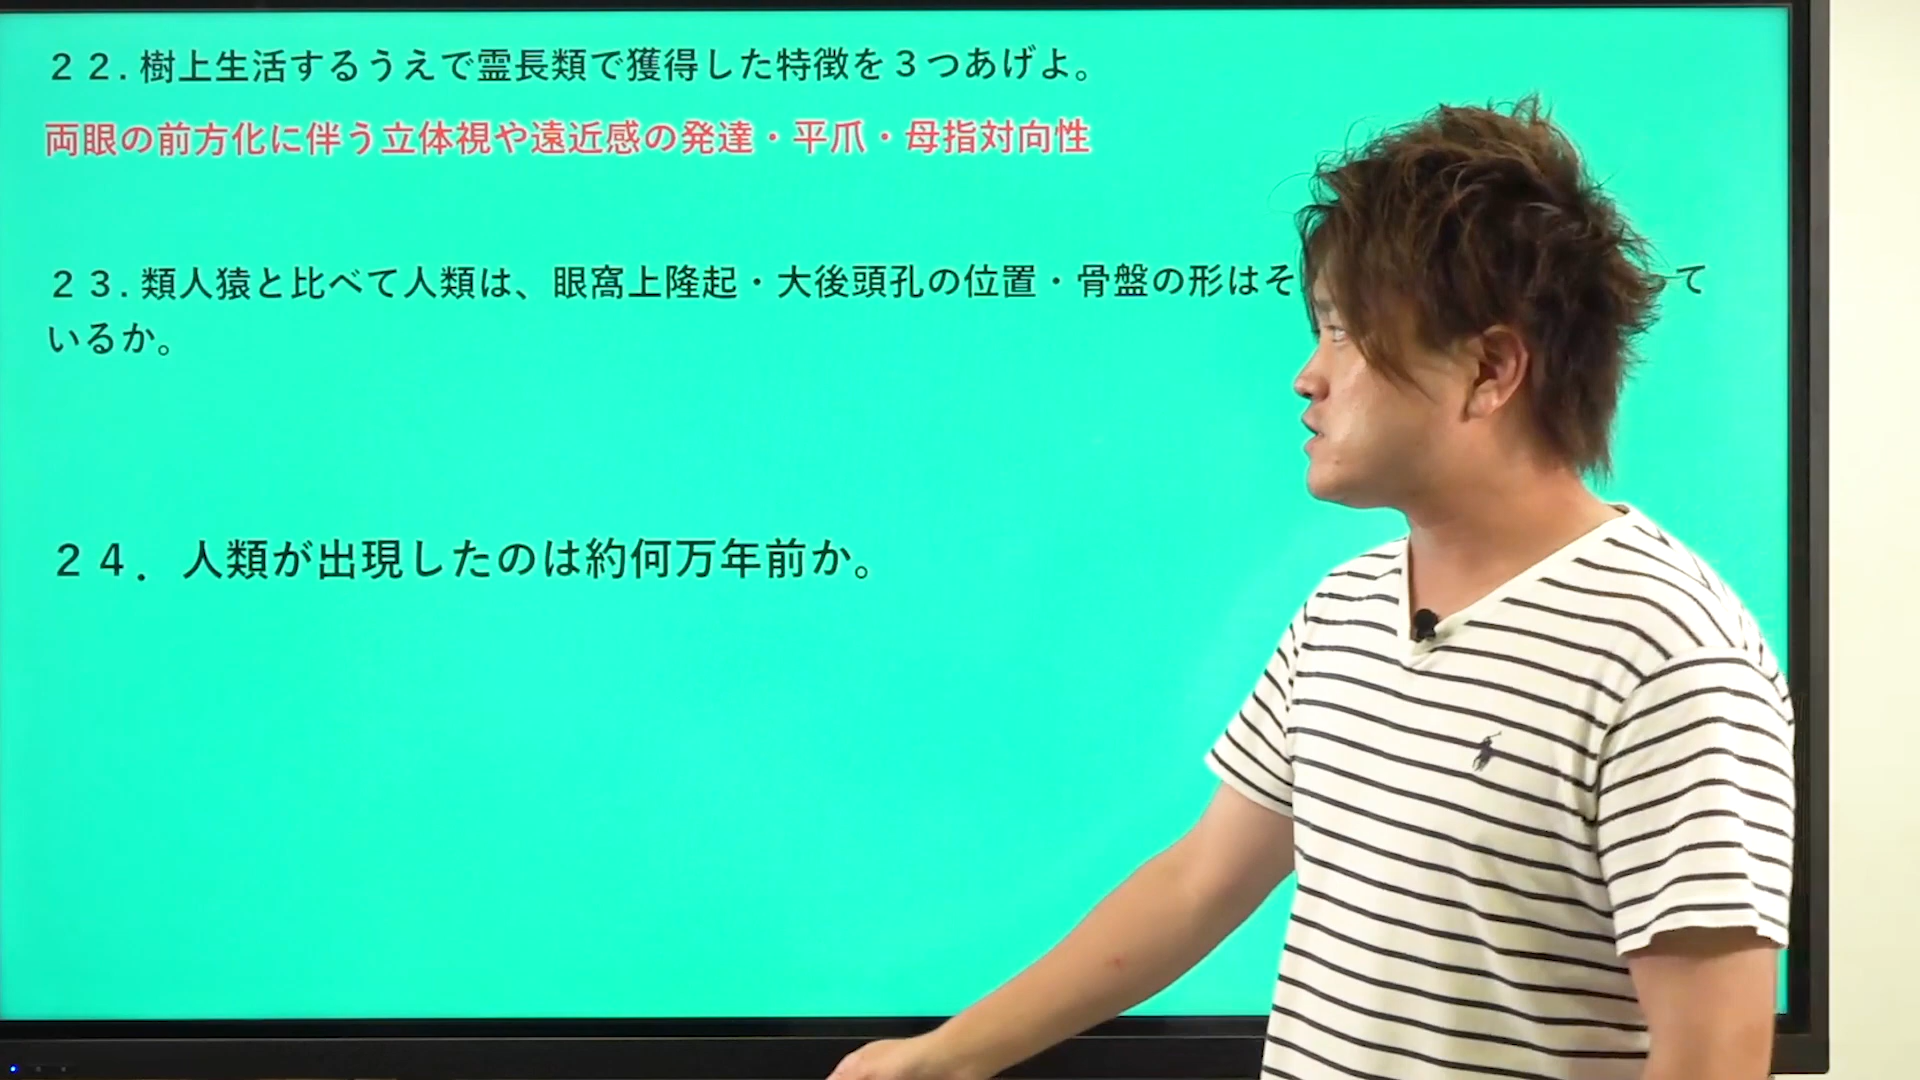 ２２. 樹上生活するうえで霊長類で獲得した特徴を３つあげよ。
両眼の前方化に伴う立体視や遠近感の発達・平爪・母指対向性
２３. 類人猿と比べて人類は、眼窩上隆起・大後頭孔の位置・骨盤の形はそ て
いるか。
２４．人類が出現したのは約何万年前か。